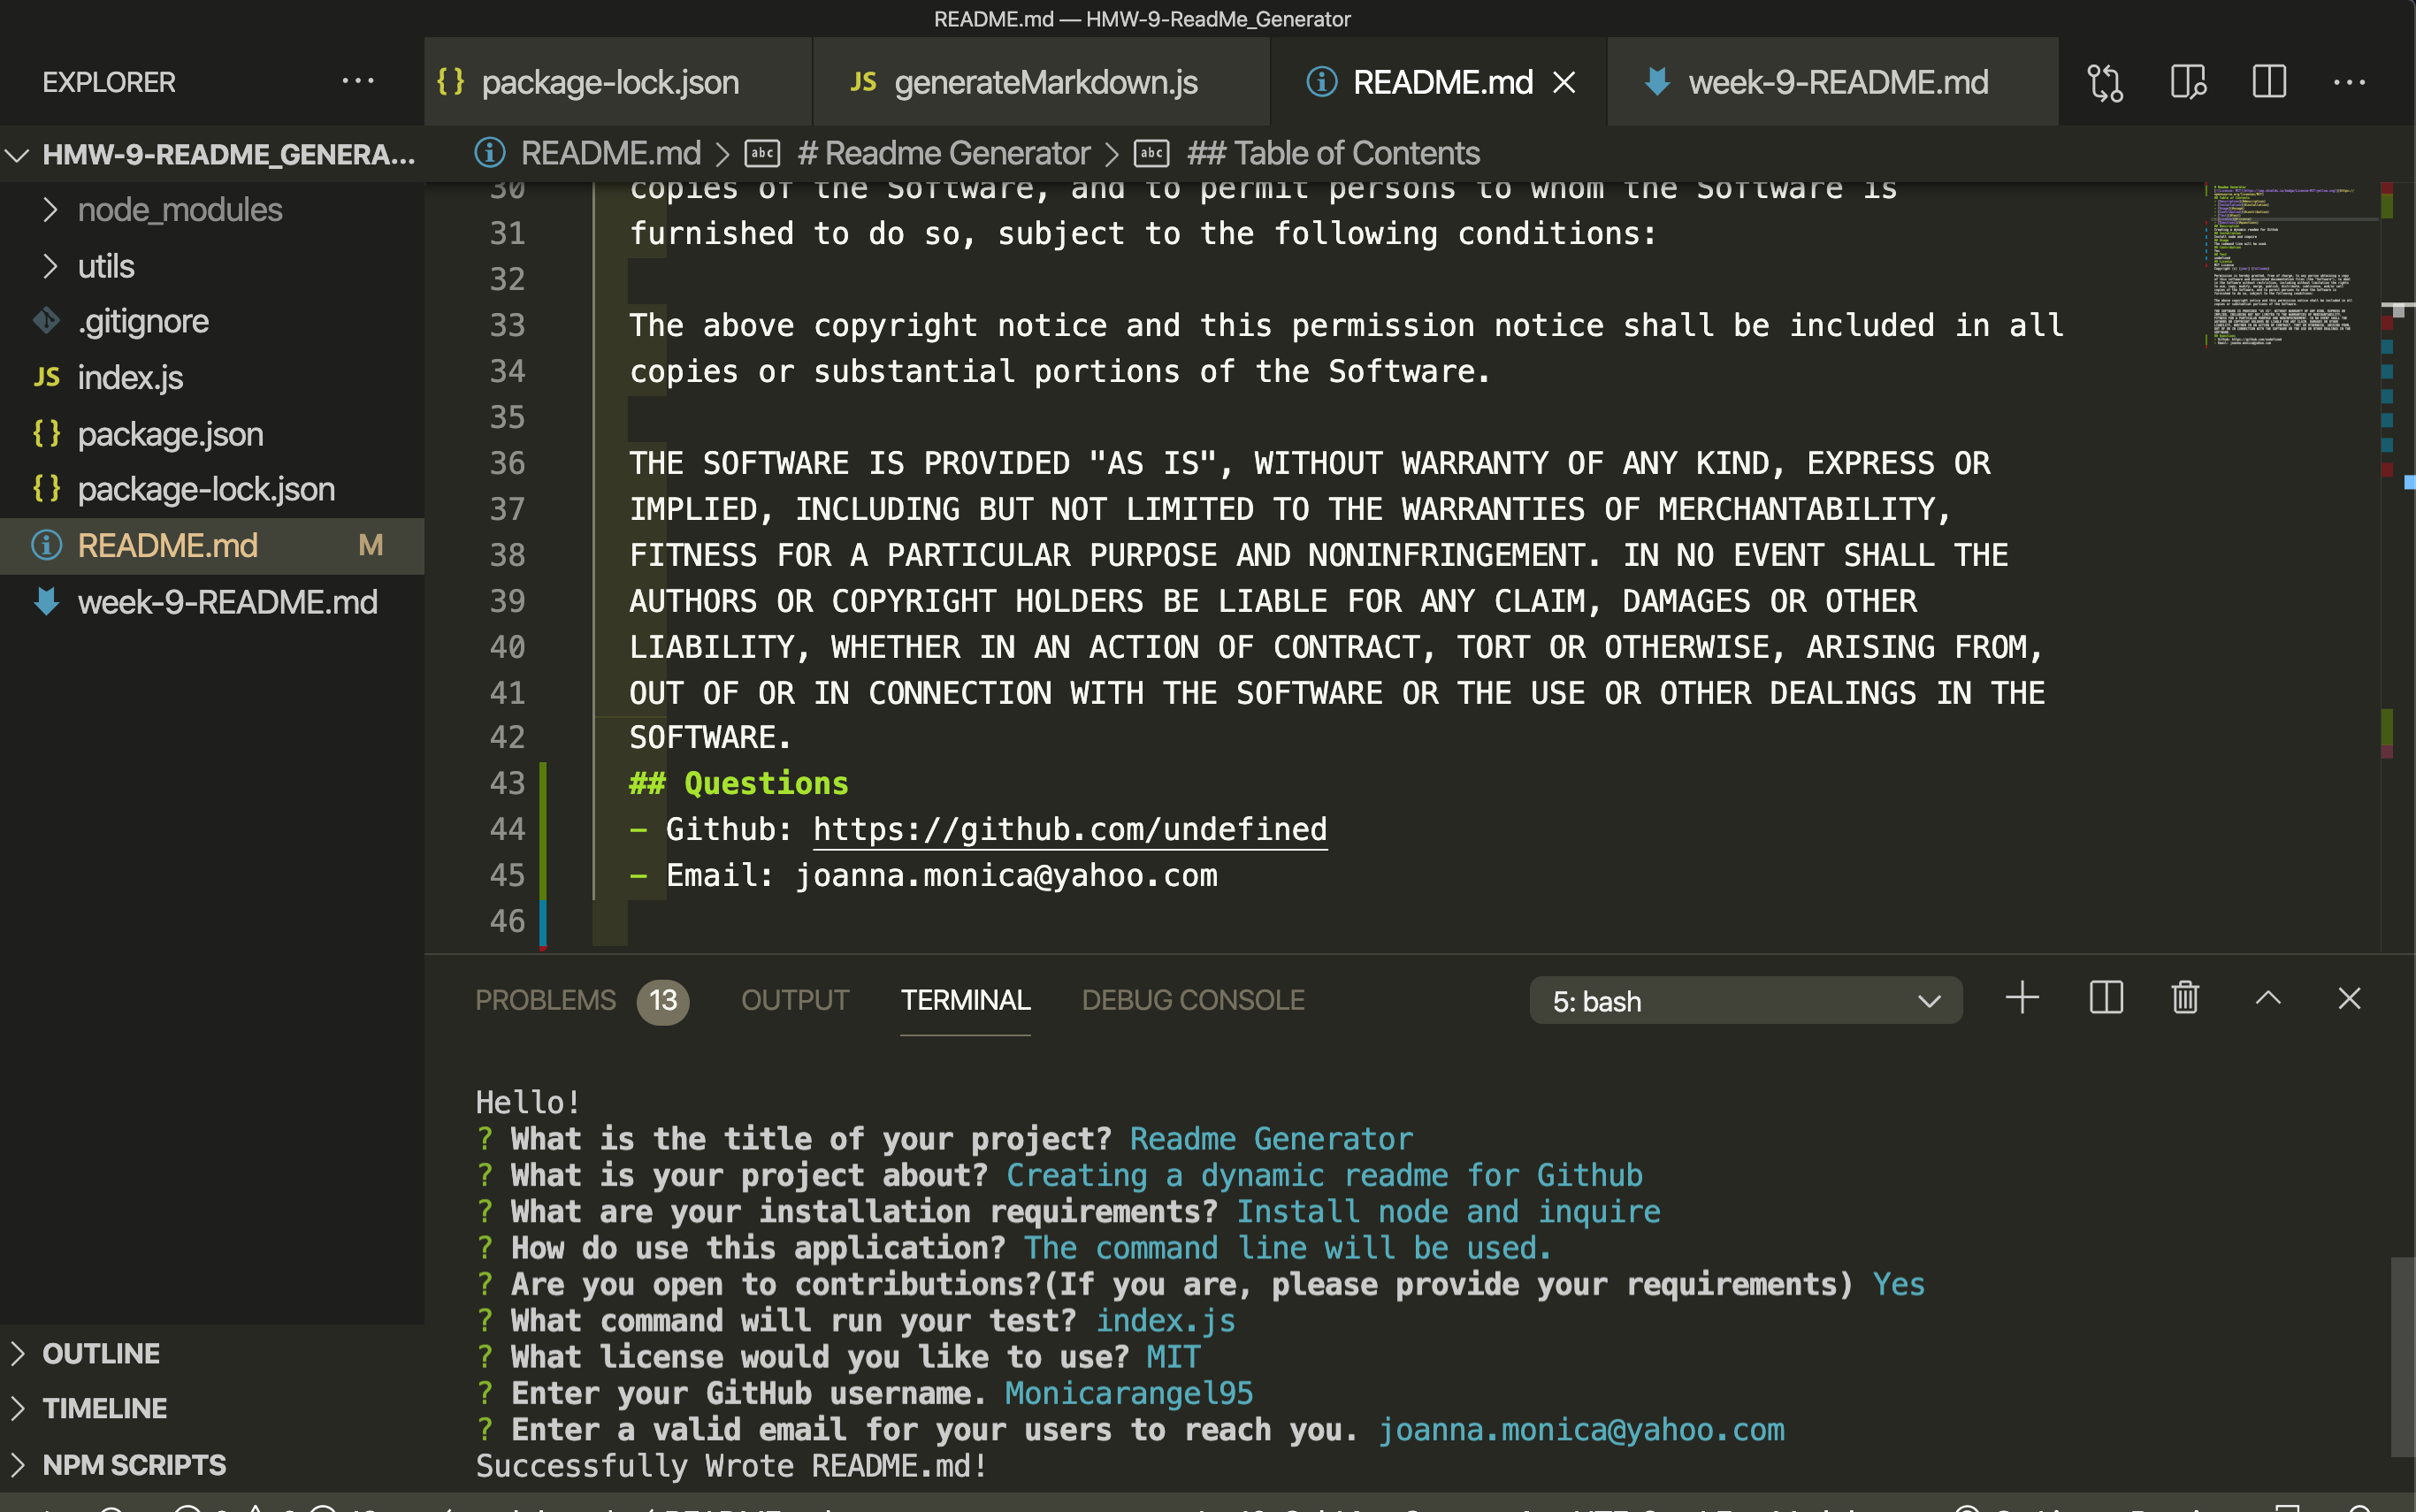 README.md — HMW-9-ReadMe_Generator
EXPLORER
package-lock.json
generateMarkdown.js
README.md
week-9-README.md
HMW-9-README_GENERA...
README.md > # Readme Generator > ## Table of Contents
node_modules
utils
.gitignore
index.js
package.json
package-lock.json
README.md M
week-9-README.md
30 copies of the Software, and to permit persons to whom the Software is
31 furnished to do so, subject to the following conditions:
32
33 The above copyright notice and this permission notice shall be included in all
34 copies or substantial portions of the Software.
35
36 THE SOFTWARE IS PROVIDED "AS IS", WITHOUT WARRANTY OF ANY KIND, EXPRESS OR
37 IMPLIED, INCLUDING BUT NOT LIMITED TO THE WARRANTIES OF MERCHANTABILITY,
38 FITNESS FOR A PARTICULAR PURPOSE AND NONINFRINGEMENT. IN NO EVENT SHALL THE
39 AUTHORS OR COPYRIGHT HOLDERS BE LIABLE FOR ANY CLAIM, DAMAGES OR OTHER
40 LIABILITY, WHETHER IN AN ACTION OF CONTRACT, TORT OR OTHERWISE, ARISING FROM,
41 OUT OF OR IN CONNECTION WITH THE SOFTWARE OR THE USE OR OTHER DEALINGS IN THE
42 SOFTWARE.
43 ## Questions
44 - Github: https://github.com/undefined
45 - Email: joanna.monica@yahoo.com
46
PROBLEMS 13 OUTPUT TERMINAL DEBUG CONSOLE 5: bash
Hello!
? What is the title of your project? Readme Generator
? What is your project about? Creating a dynamic readme for Github
? What are your installation requirements? Install node and inquire
? How do use this application? The command line will be used.
? Are you open to contributions?(If you are, please provide your requirements) Yes
? What command will run your test? index.js
? What license would you like to use? MIT
? Enter your GitHub username. Monicarangel95
? Enter a valid email for your users to reach you. joanna.monica@yahoo.com
Successfully Wrote README.md!
OUTLINE
TIMELINE
NPM SCRIPTS